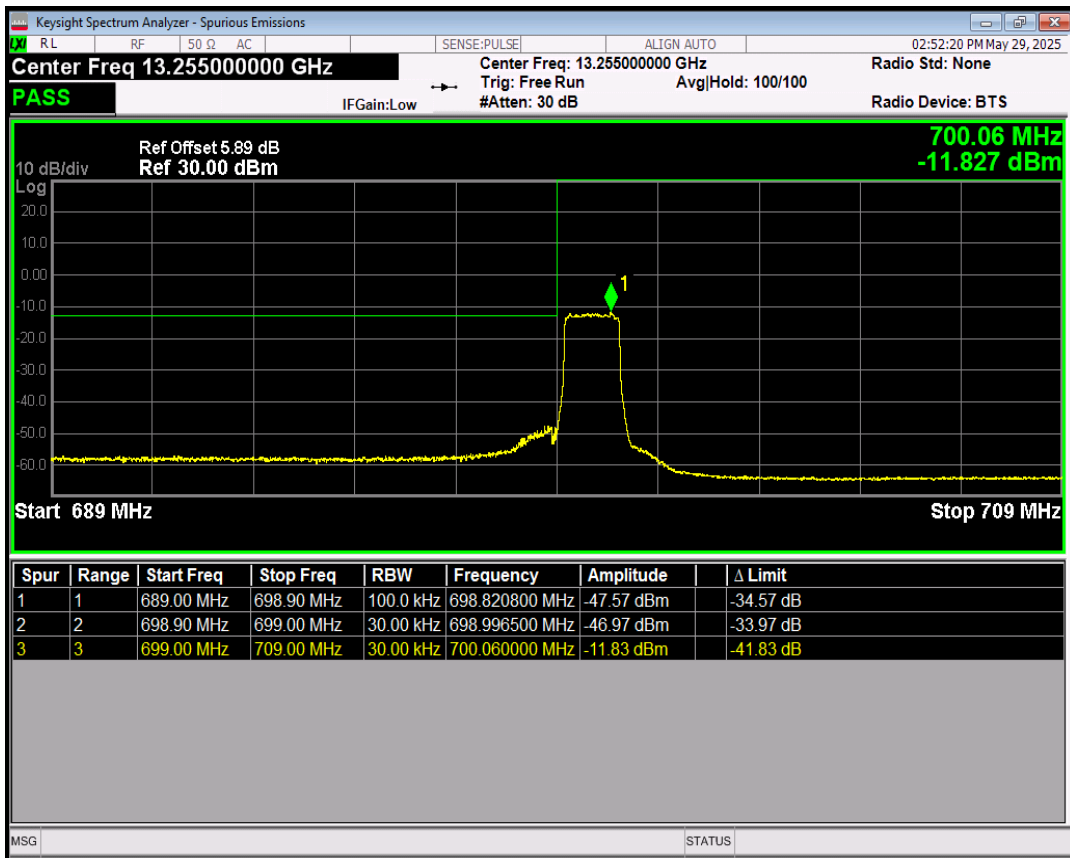 Keysight Spectrum Analyzer - Spurious Emissions
LXI RL RF 50 Ω AC SENSE:PULSE ALIGN AUTO 02:52:20 PM May 29, 2025
Center Freq 13.255000000 GHz Center Freq: 13.255000000 GHz Radio Std: None
Trig: Free Run Avg|Hold: 100/100
PASS IFGain:Low #Atten: 30 dB Radio Device: BTS
Ref Offset 5.89 dB 700.06 MHz
10 dB/div Ref 30.00 dBm -11.827 dBm
Log
20.0
10.0
0.00
1
-10.0
-20.0
-30.0
-40.0
-50.0
-60.0
Start 689 MHz Stop 709 MHz
Spur Range Start Freq Stop Freq RBW Frequency Amplitude Δ Limit
1 1 689.00 MHz 698.90 MHz 100.0 kHz 698.820800 MHz -47.57 dBm -34.57 dB
2 2 698.90 MHz 699.00 MHz 30.00 kHz 698.996500 MHz -46.97 dBm -33.97 dB
3 3 699.00 MHz 709.00 MHz 30.00 kHz 700.060000 MHz -11.83 dBm -41.83 dB
MSG STATUS